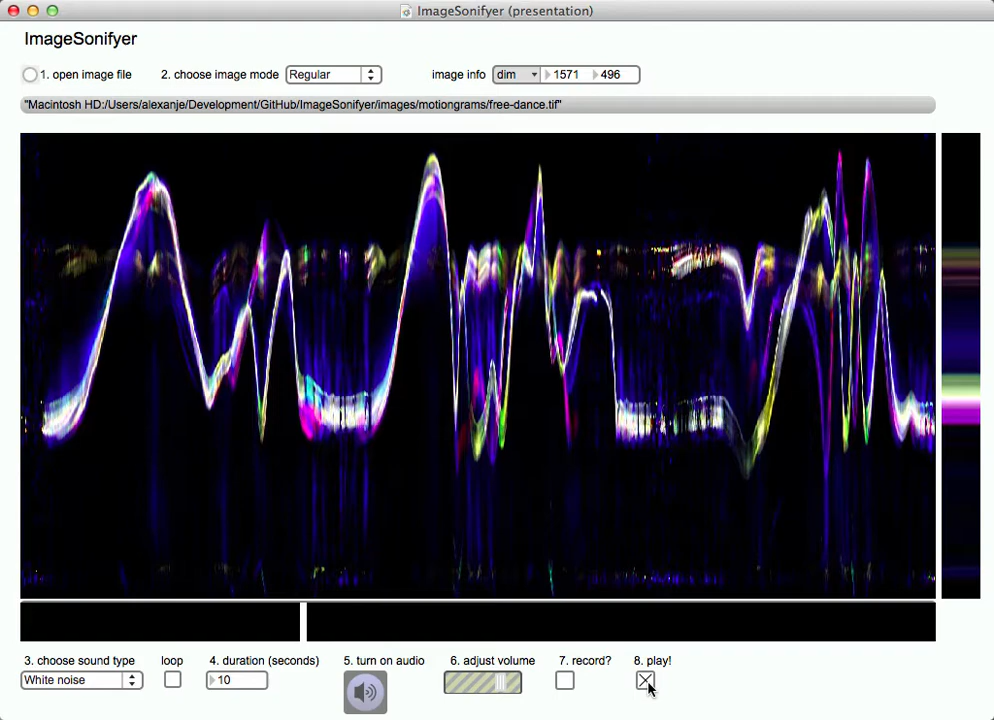 ImageSonifyer (presentation)
ImageSonifyer
1. open image file 2. choose image mode Regular image info dim 1571 496
"Macintosh HD:/Users/alexanje/Development/GitHub/ImageSonifyer/images/motiongrams/free-dance.tif"
3. choose sound type loop 4. duration (seconds) 5. turn on audio 6. adjust volume 7. record? 8. play!
White noise 10